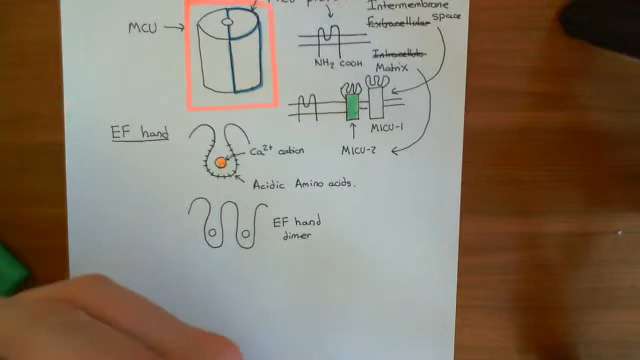 Intermembrane
Extracellular space
MCU
NH2 COOH
Matrix
MICU-1
MICU-2
EF hand
Ca2+ cation
Acidic Amino acids.
EF hand
dimer